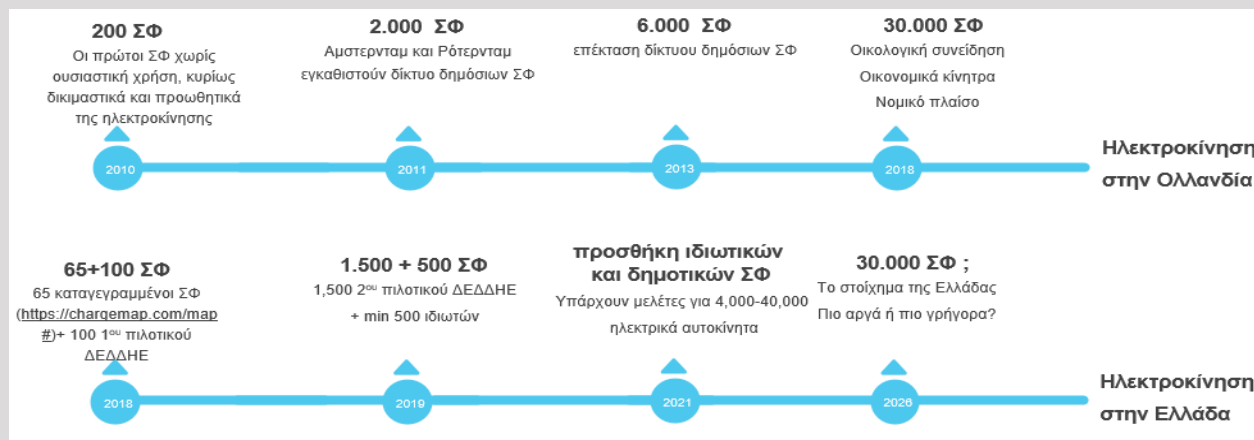 200 ΣΦ
Οι πρώτοι ΣΦ χωρίς
ουσιαστική χρήση, κυρίως
δικιμαστικά και προωθητικά
της ηλεκτροκίνησης
2.000 ΣΦ
Αμστερνταμ και Ρότερνταμ
εγκαθιστούν δίκτυο δημόσιων ΣΦ
6.000 ΣΦ
επέκταση δίκτυου δημόσιων ΣΦ
30.000 ΣΦ
Οικολογική συνείδηση
Οικονομικά κίνητρα
Νομικό πλαίσο
2010
2011
2013
2018
Ηλεκτροκίνηση
στην Ολλανδία
65+100 ΣΦ
65 καταγεγραμμένοι ΣΦ
(https://chargemap.com/map
#)+ 100 1ου πιλοτικού
ΔΕΔΔΗΕ
1.500 + 500 ΣΦ
1,500 2ου πιλοτικού ΔΕΔΔΗΕ
+ min 500 ιδιωτών
προσθήκη ιδιωτικών
και δημοτικών ΣΦ
Υπάρχουν μελέτες για 4,000-40,000
ηλεκτρικά αυτοκίνητα
30.000 ΣΦ ;
Το στοίχημα της Ελλάδας
Πιο αργά ή πιο γρήγορα?
2018
2019
2021
2026
Ηλεκτροκίνηση
στην Ελλάδα